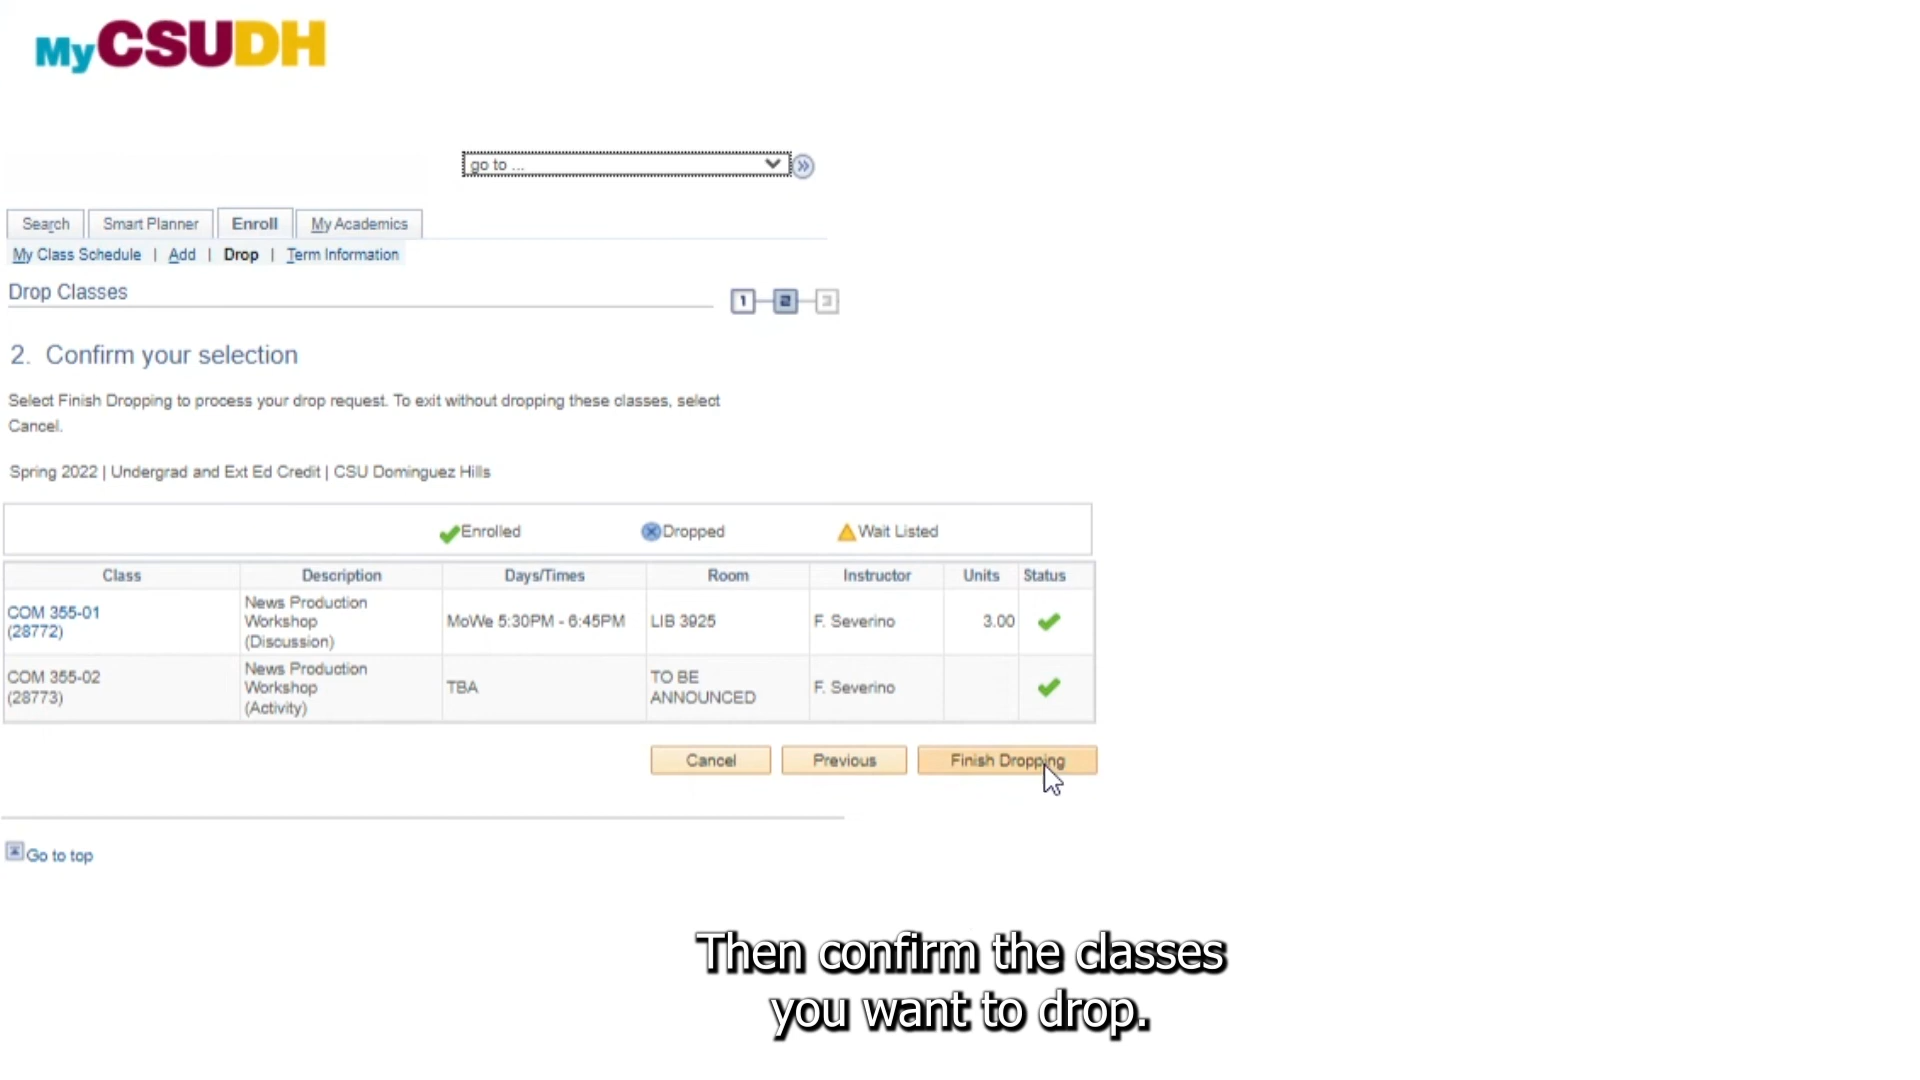 MyCSUDH
go to ...
Search Smart Planner Enroll My Academics
My Class Schedule | Add | Drop | Term Information
Drop Classes
1 2 3
2. Confirm your selection
Select Finish Dropping to process your drop request. To exit without dropping these classes, select
Cancel.
Spring 2022 | Undergrad and Ext Ed Credit | CSU Dominguez Hills
Enrolled Dropped Wait Listed
Class Description Days/Times Room Instructor Units Status
COM 355-01
(28772)
News Production
Workshop
(Discussion)
MoWe 5:30PM - 6:45PM
LIB 3925
F. Severino
3.00
COM 355-02
(28773)
News Production
Workshop
(Activity)
TBA
TO BE
ANNOUNCED
F. Severino
Cancel Previous Finish Dropping
Go to top
Then confirm the classes
you want to drop.